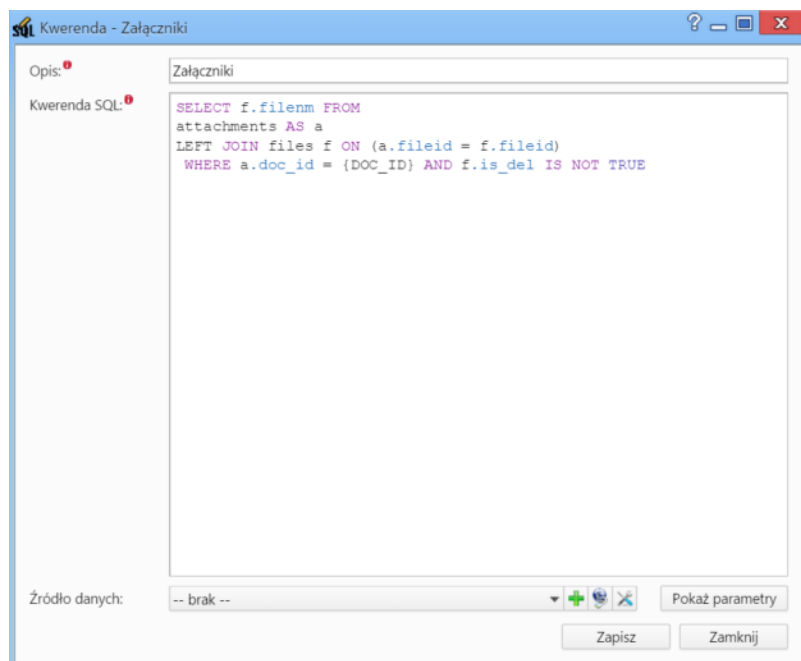 SQL Kwerenda - Załączniki
?
Opis: Załączniki
Kwerenda SQL: SELECT f.filenm FROM
attachments AS a
LEFT JOIN files f ON (a.fileid = f.fileid)
WHERE a.doc_id = {DOC_ID} AND f.is_del IS NOT TRUE
Źródło danych: -- brak -- Pokaż parametry
Zapisz Zamknij